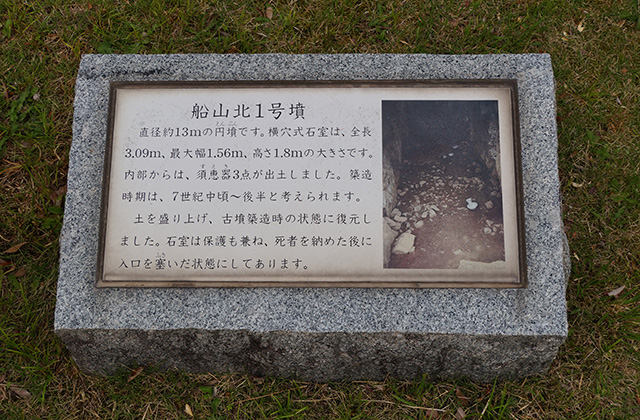 船山北1号墳
直径約13mの円墳です。横穴式石室は、全長
3.09m、最大幅1.56m、高さ1.8mの大きさです。
内部からは、須恵器3点が出土しました。築造
時期は、7世紀中頃～後半と考えられます。
土を盛り上げ、古墳築造時の状態に復元し
ました。石室は保護も兼ね、死者を納めた後に
入口を塞いだ状態にしてあります。